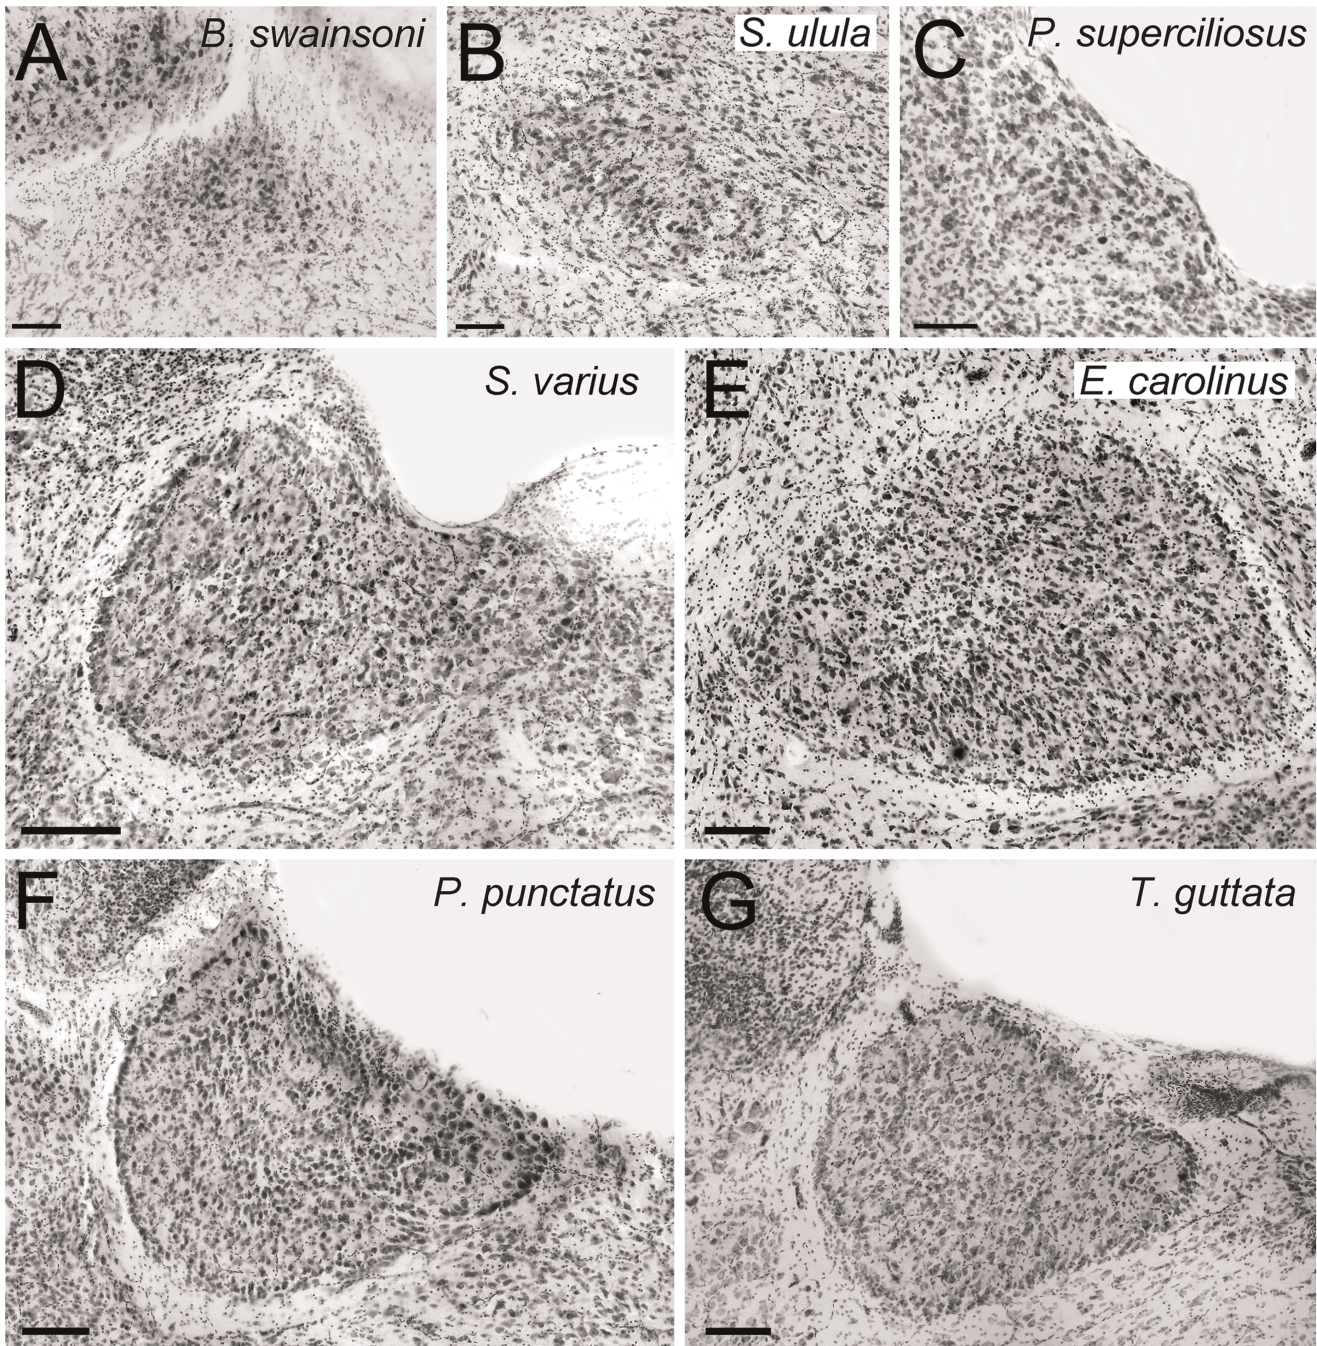 A B. swainsoni
B S. ulula
C P. superciliosus
D S. varius
E E. carolinus
F P. punctatus
G T. guttata